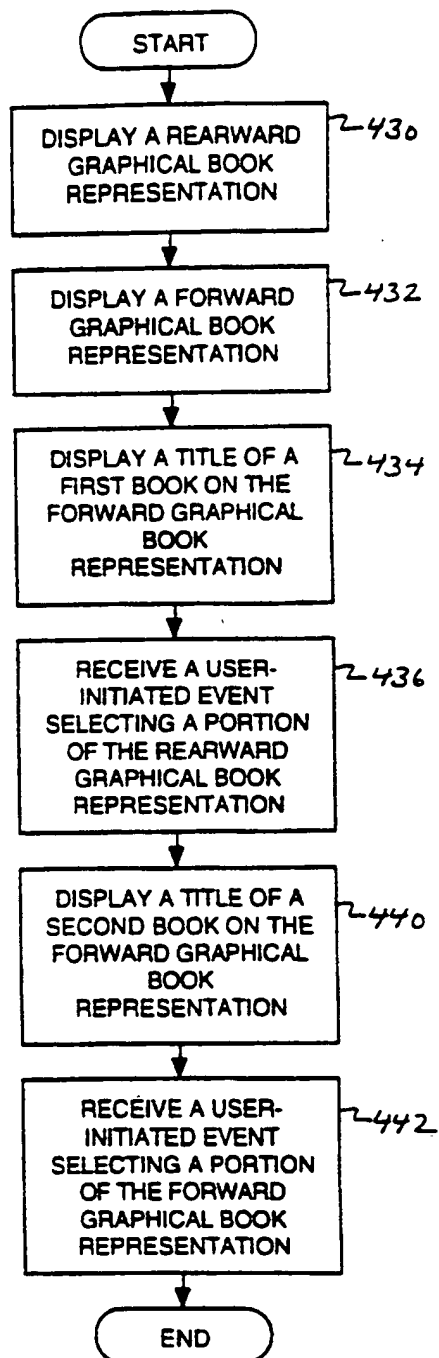 START
DISPLAY A REARWARD
GRAPHICAL BOOK
REPRESENTATION
430
DISPLAY A FORWARD
GRAPHICAL BOOK
REPRESENTATION
432
DISPLAY A TITLE OF A
FIRST BOOK ON THE
FORWARD GRAPHICAL
BOOK
REPRESENTATION
434
RECEIVE A USER-
INITIATED EVENT
SELECTING A PORTION
OF THE REARWARD
GRAPHICAL BOOK
REPRESENTATION
436
DISPLAY A TITLE OF A
SECOND BOOK ON THE
FORWARD GRAPHICAL
BOOK
REPRESENTATION
440
RECEIVE A USER-
INITIATED EVENT
SELECTING A PORTION
OF THE FORWARD
GRAPHICAL BOOK
REPRESENTATION
442
END